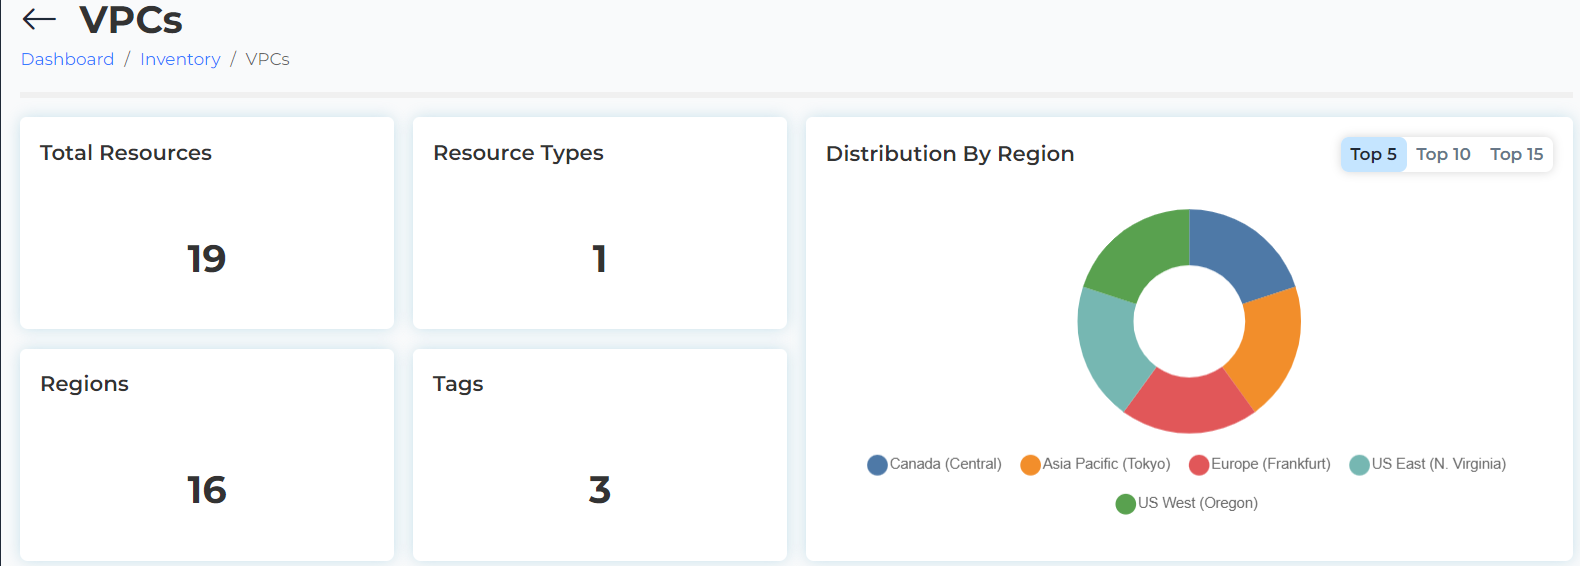 VPCs
Dashboard / Inventory / VPCs
Total Resources
19
Resource Types
1
Regions
16
Tags
3
Distribution By Region
Top 5 Top 10 Top 15
Canada (Central) Asia Pacific (Tokyo) Europe (Frankfurt) US East (N. Virginia)
US West (Oregon)